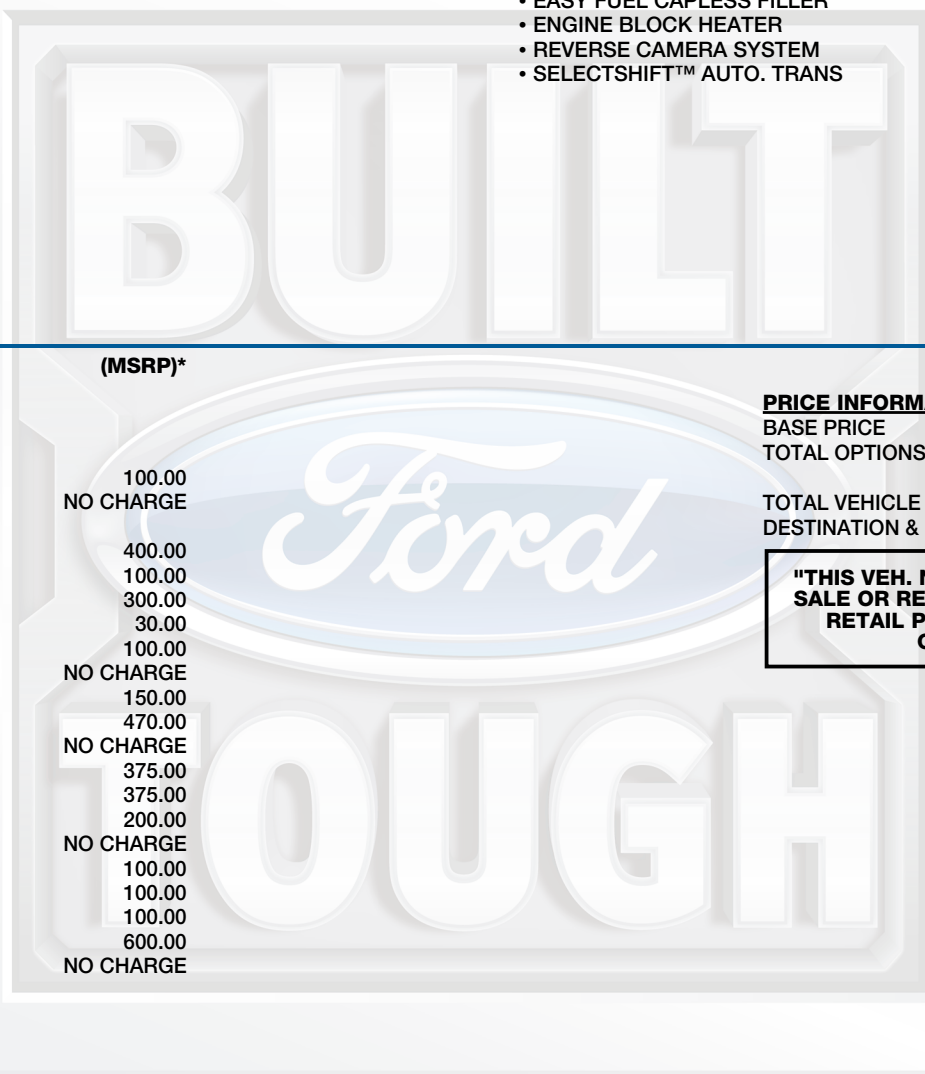 • EASY FUEL CAPLESS FILLER
• ENGINE BLOCK HEATER
• REVERSE CAMERA SYSTEM
• SELECTSHIFT™ AUTO. TRANS
BUILT
(MSRP)*
100.00
NO CHARGE
400.00
100.00
300.00
30.00
100.00
NO CHARGE
150.00
470.00
NO CHARGE
375.00
375.00
200.00
NO CHARGE
100.00
100.00
100.00
600.00
NO CHARGE
Ford
TOUGH
PRICE INFORM
BASE PRICE
TOTAL OPTIONS
TOTAL VEHICLE
DESTINATION &
"THIS VEH.
SALE OR RE
RETAIL P